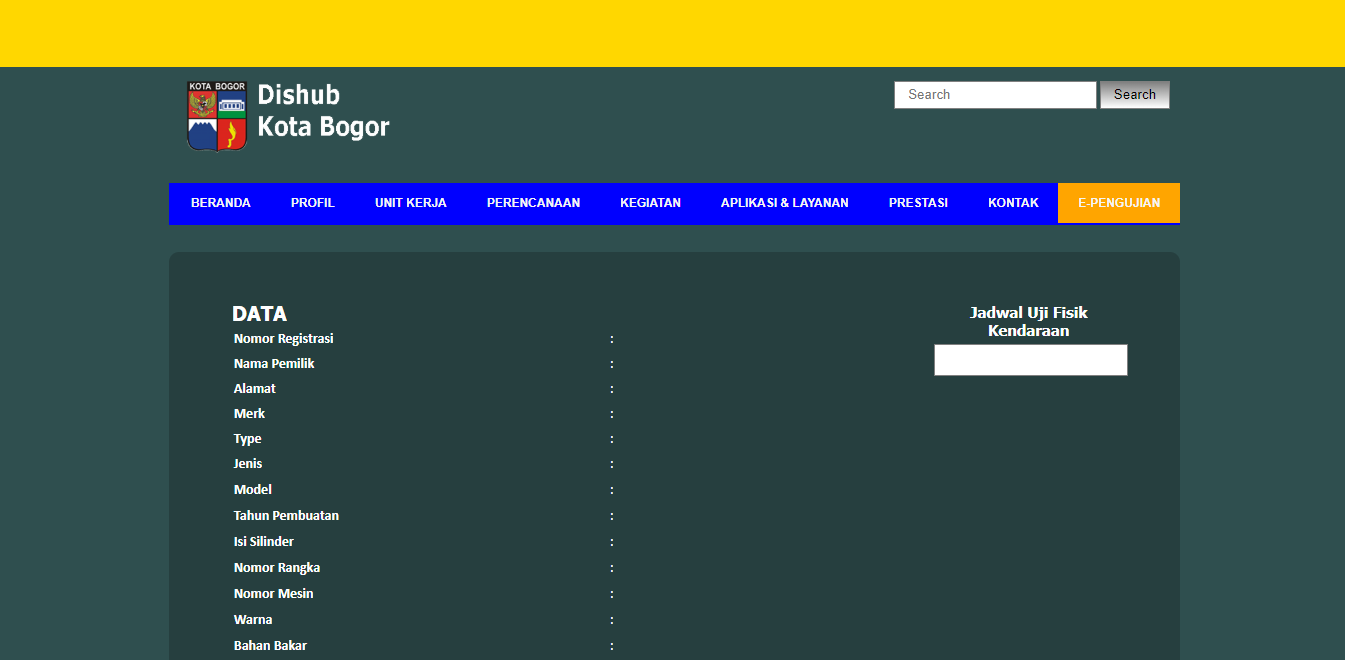 KOTA BOGOR
Dishub
Kota Bogor
Search
Search
BERANDA
PROFIL
UNIT KERJA
PERENCANAAN
KEGIATAN
APLIKASI & LAYANAN
PRESTASI
KONTAK
E-PENGUJIAN
DATA
Nomor Registrasi :
Nama Pemilik :
Alamat :
Merk :
Type :
Jenis :
Model :
Tahun Pembuatan :
Isi Silinder :
Nomor Rangka :
Nomor Mesin :
Warna :
Bahan Bakar :
Jadwal Uji Fisik
Kendaraan